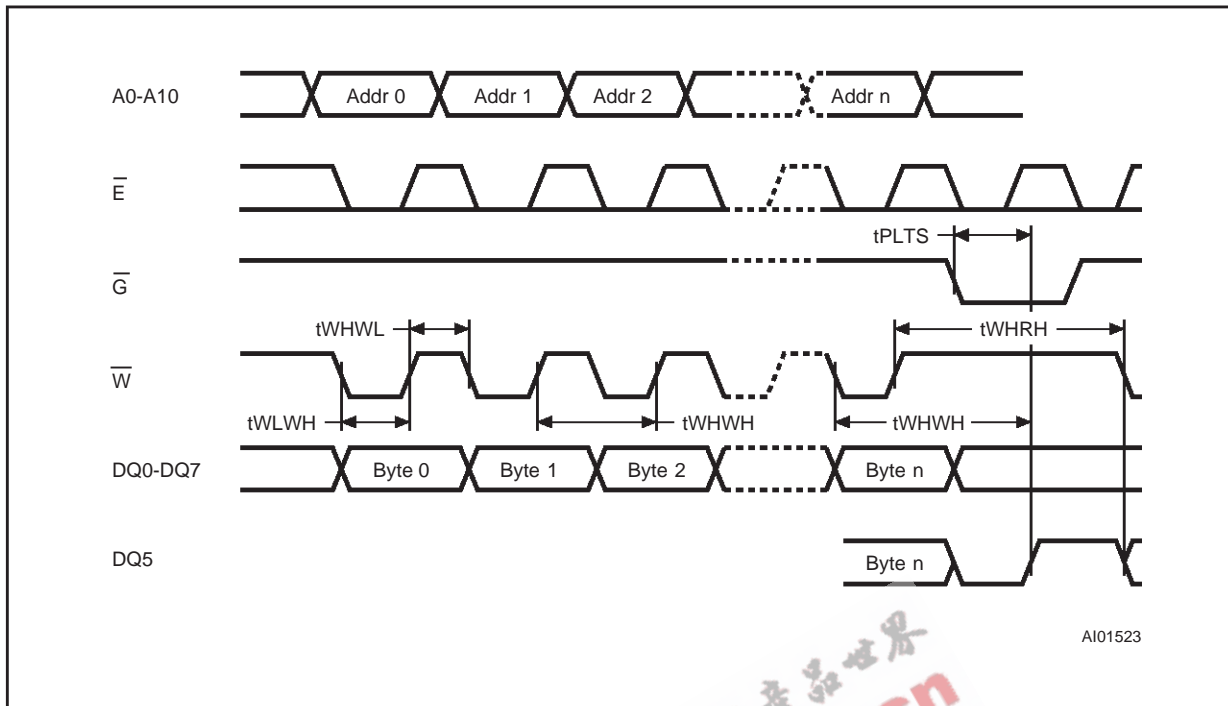 A0-A10
Addr 0 Addr 1 Addr 2 Addr n
E
tPLTS
G
tWHWL tWHRH
W
tWLWH tWHWH tWHWH
DQ0-DQ7 Byte 0 Byte 1 Byte 2 Byte n
DQ5 Byte n
AI01523